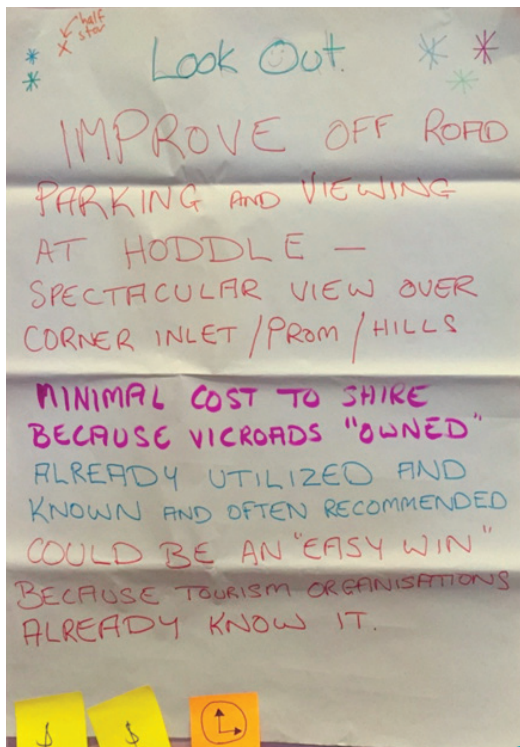 half
star
Look Out.
IMPROVE OFF ROAD
PARKING AND VIEWING
AT HODDLE —
SPECTACULAR VIEW OVER
CORNER INLET/PROM/HILLS
MINIMAL COST TO SHIRE
BECAUSE VICROADS "OWNED"
ALREADY UTILIZED AND
KNOWN AND OFTEN RECOMMENDED
COULD BE AN "EASY WIN"
BECAUSE TOURISM ORGANISATIONS
ALREADY KNOW IT.
$ $